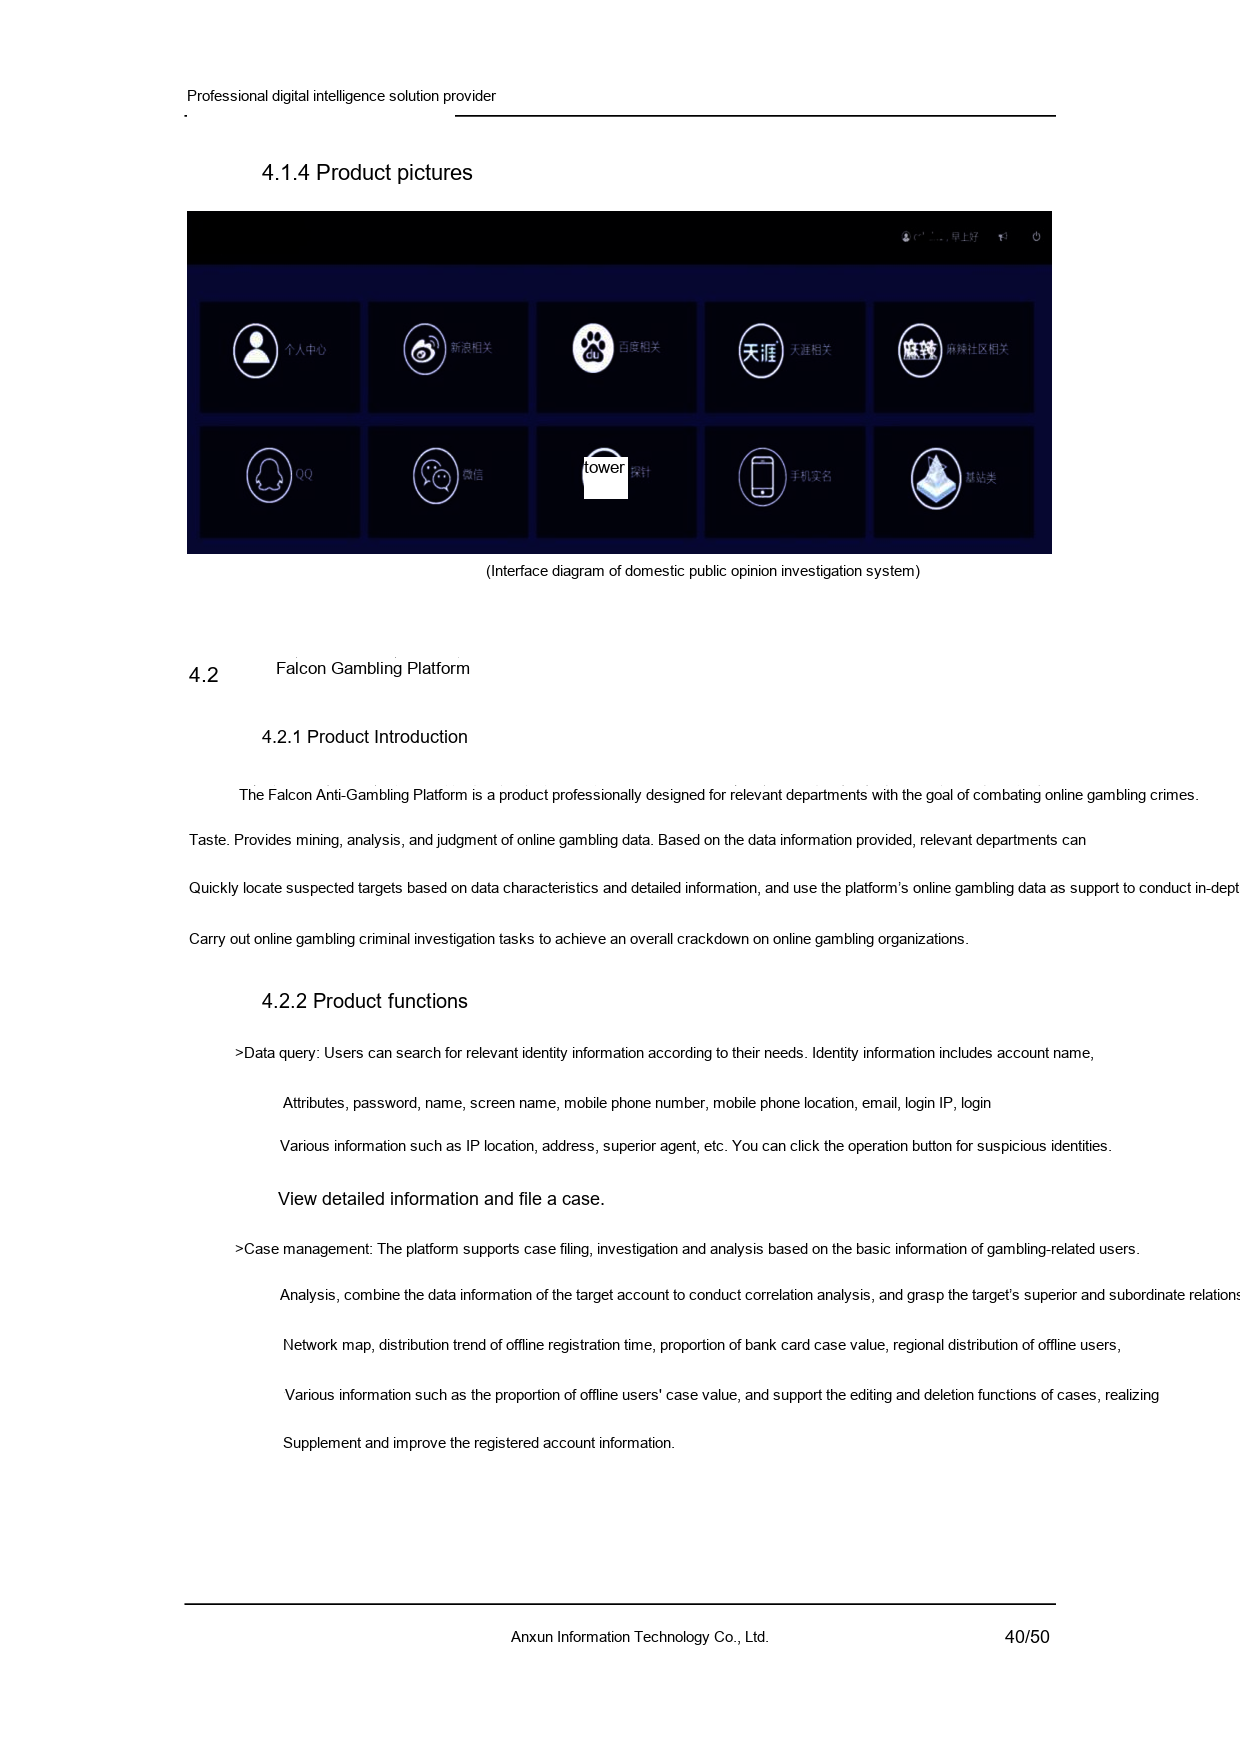 Professional digital intelligence solution provider
4.1.4 Product pictures
早上好
个人中心
新浪相关
du
百度相关
天涯
天涯相关
麻辣
麻辣社区相关
QQ
微信
tower
探针
手机实名
基站类
(Interface diagram of domestic public opinion investigation system)
4.2 Falcon Gambling Platform
4.2.1 Product Introduction
The Falcon Anti-Gambling Platform is a product professionally designed for relevant departments with the goal of combating online gambling crimes.
Taste. Provides mining, analysis, and judgment of online gambling data. Based on the data information provided, relevant departments can
Quickly locate suspected targets based on data characteristics and detailed information, and use the platform’s online gambling data as support to conduct in-dept
Carry out online gambling criminal investigation tasks to achieve an overall crackdown on online gambling organizations.
4.2.2 Product functions
>Data query: Users can search for relevant identity information according to their needs. Identity information includes account name,
Attributes, password, name, screen name, mobile phone number, mobile phone location, email, login IP, login
Various information such as IP location, address, superior agent, etc. You can click the operation button for suspicious identities.
View detailed information and file a case.
>Case management: The platform supports case filing, investigation and analysis based on the basic information of gambling-related users.
Analysis, combine the data information of the target account to conduct correlation analysis, and grasp the target’s superior and subordinate relations
Network map, distribution trend of offline registration time, proportion of bank card case value, regional distribution of offline users,
Various information such as the proportion of offline users' case value, and support the editing and deletion functions of cases, realizing
Supplement and improve the registered account information.
Anxun Information Technology Co., Ltd.
40/50